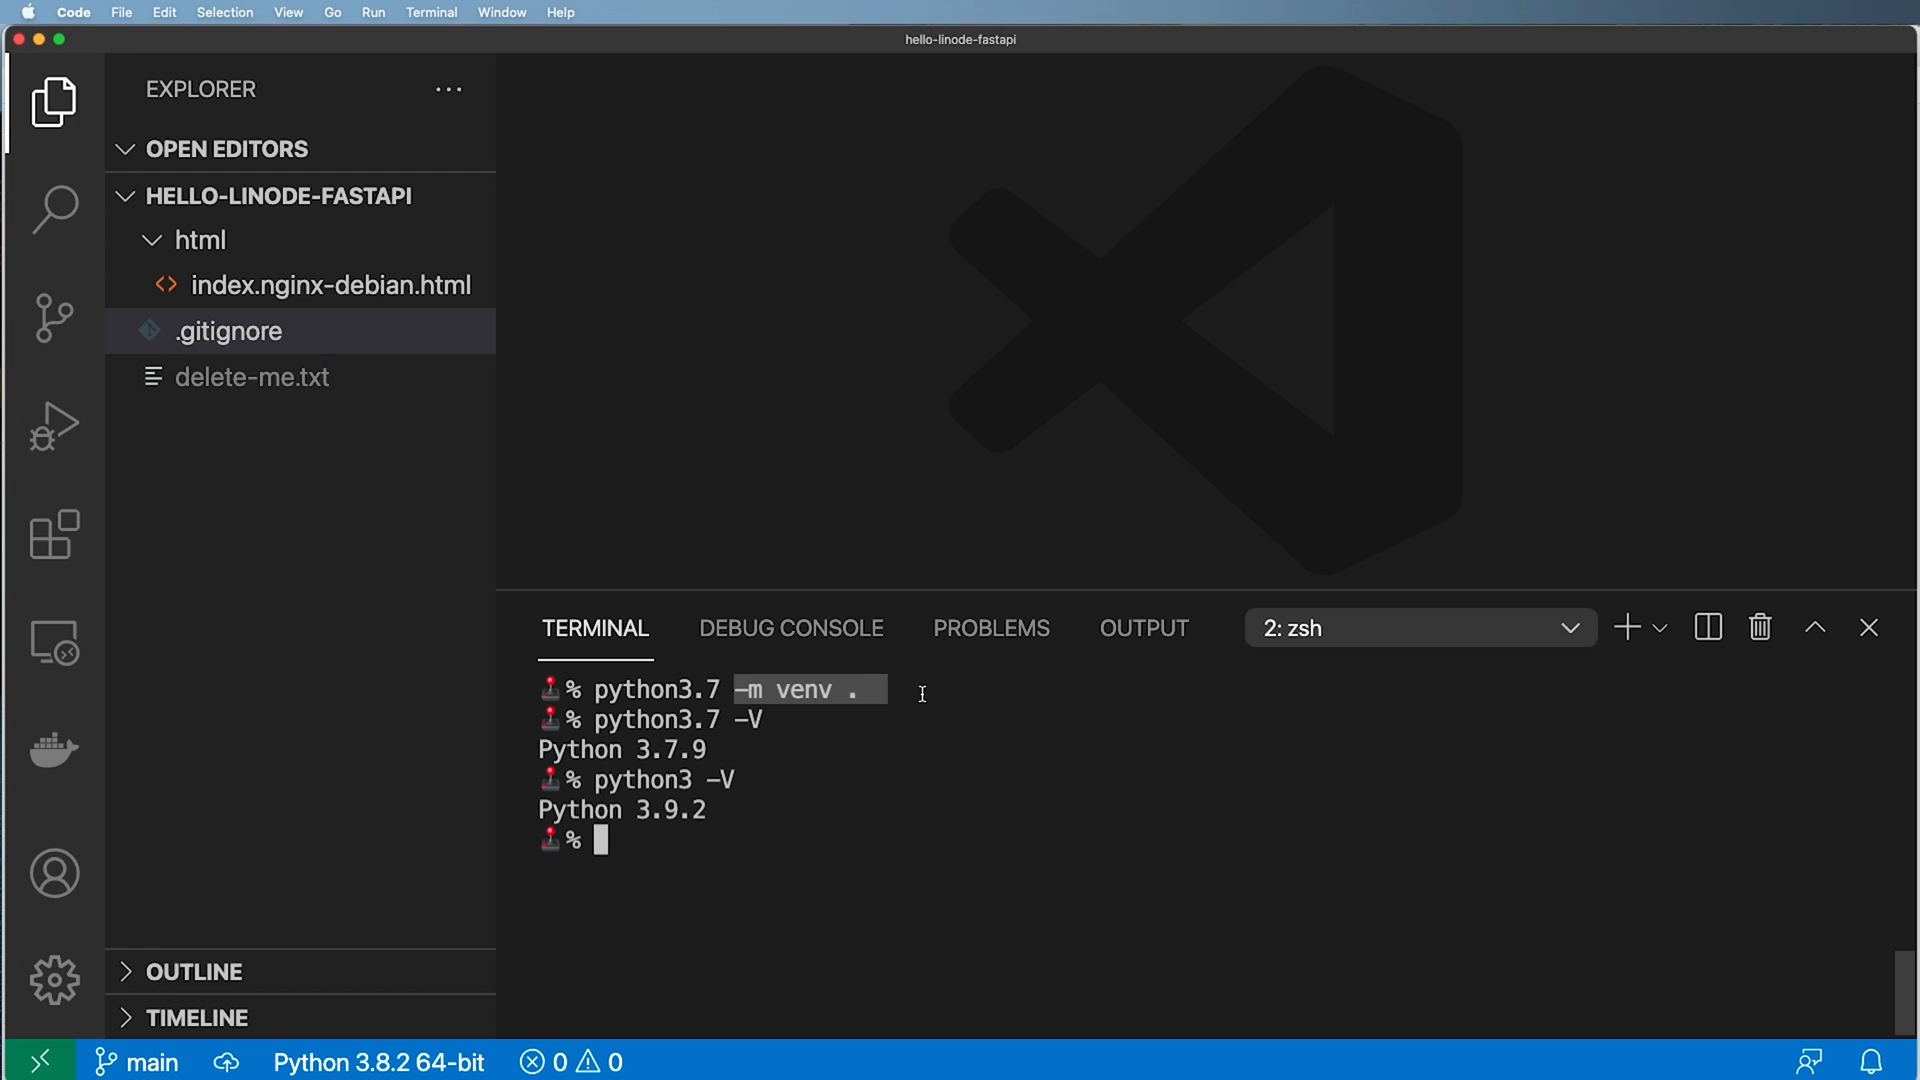 Code File Edit Selection View Go Run Terminal Window Help
hello-linode-fastapi
EXPLORER ...
OPEN EDITORS
HELLO-LINODE-FASTAPI
html
<> index.nginx-debian.html
.gitignore
delete-me.txt
OUTLINE
TIMELINE
TERMINAL DEBUG CONSOLE PROBLEMS OUTPUT 2: zsh
🕹% python3.7 -m venv .
🕹% python3.7 -V
Python 3.7.9
🕹% python3 -V
Python 3.9.2
🕹%
main Python 3.8.2 64-bit 0 0